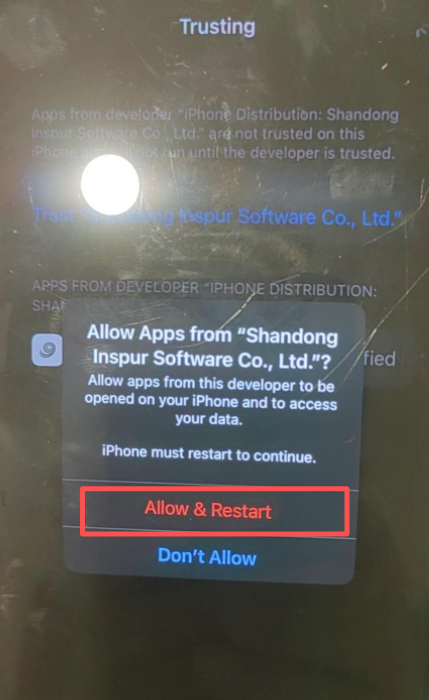 Trusting
Apps from developer "iPhone Distribution: Shandong
Inspur Software Co., Ltd." are not trusted on this
iPhone and will not run until the developer is trusted.
Trust "Shandong Inspur Software Co., Ltd."
APPS FROM DEVELOPER "IPHONE DISTRIBUTION:
SHA
fied
Allow Apps from "Shandong
Inspur Software Co., Ltd."?
Allow apps from this developer to be
opened on your iPhone and to access
your data.
iPhone must restart to continue.
Allow & Restart
Don't Allow